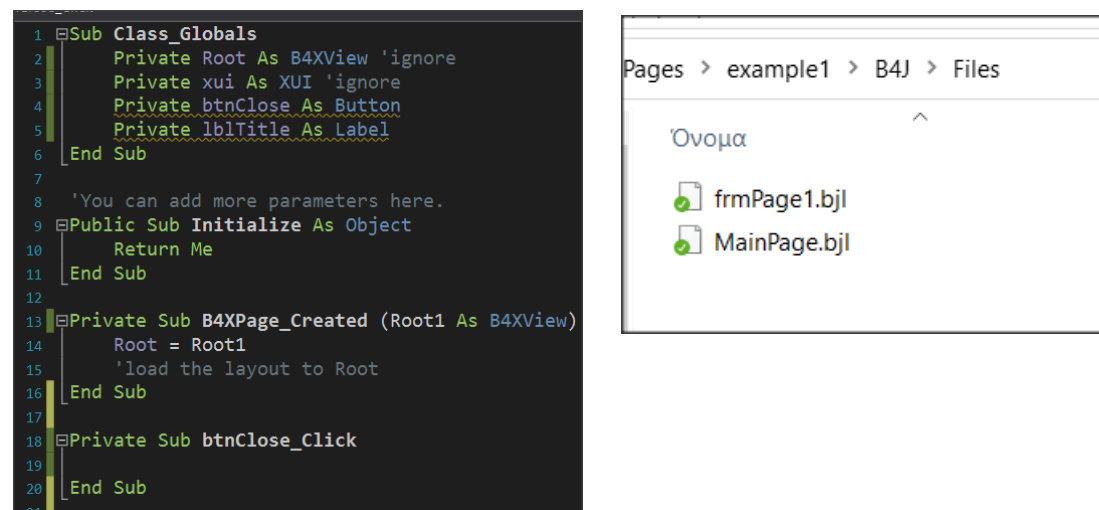 1 Sub Class_Globals
2 Private Root As B4XView 'ignore
3 Private xui As XUI 'ignore
4 Private btnClose As Button
5 Private lblTitle As Label
6 End Sub
7
8 'You can add more parameters here.
9 Public Sub Initialize As Object
10 Return Me
11 End Sub
12
13 Private Sub B4XPage_Created (Root1 As B4XView)
14 Root = Root1
15 'load the layout to Root
16 End Sub
17
18 Private Sub btnClose_Click
19
20 End Sub
Pages > example1 > B4J > Files
Όνομα
frmPage1.bjl
MainPage.bjl